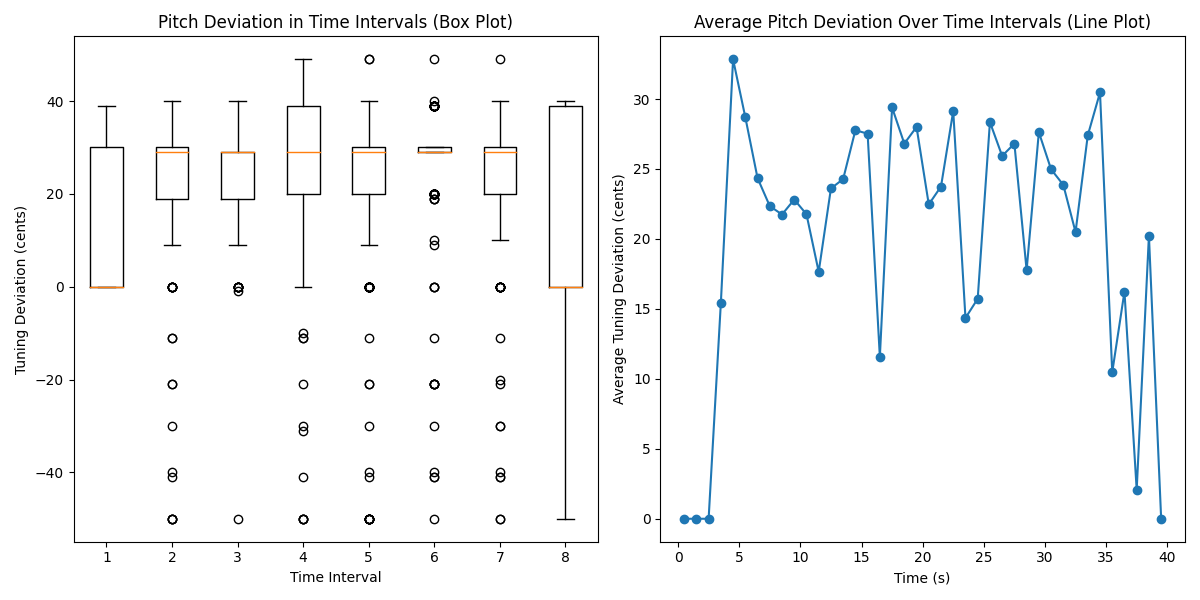 Pitch Deviation in Time Intervals (Box Plot)
Tuning Deviation (cents)
40
20
0
−20
−40
1 2 3 4 5 6 7 8
Time Interval
Average Pitch Deviation Over Time Intervals (Line Plot)
Average Tuning Deviation (cents)
30
25
20
15
10
5
0
0 5 10 15 20 25 30 35 40
Time (s)